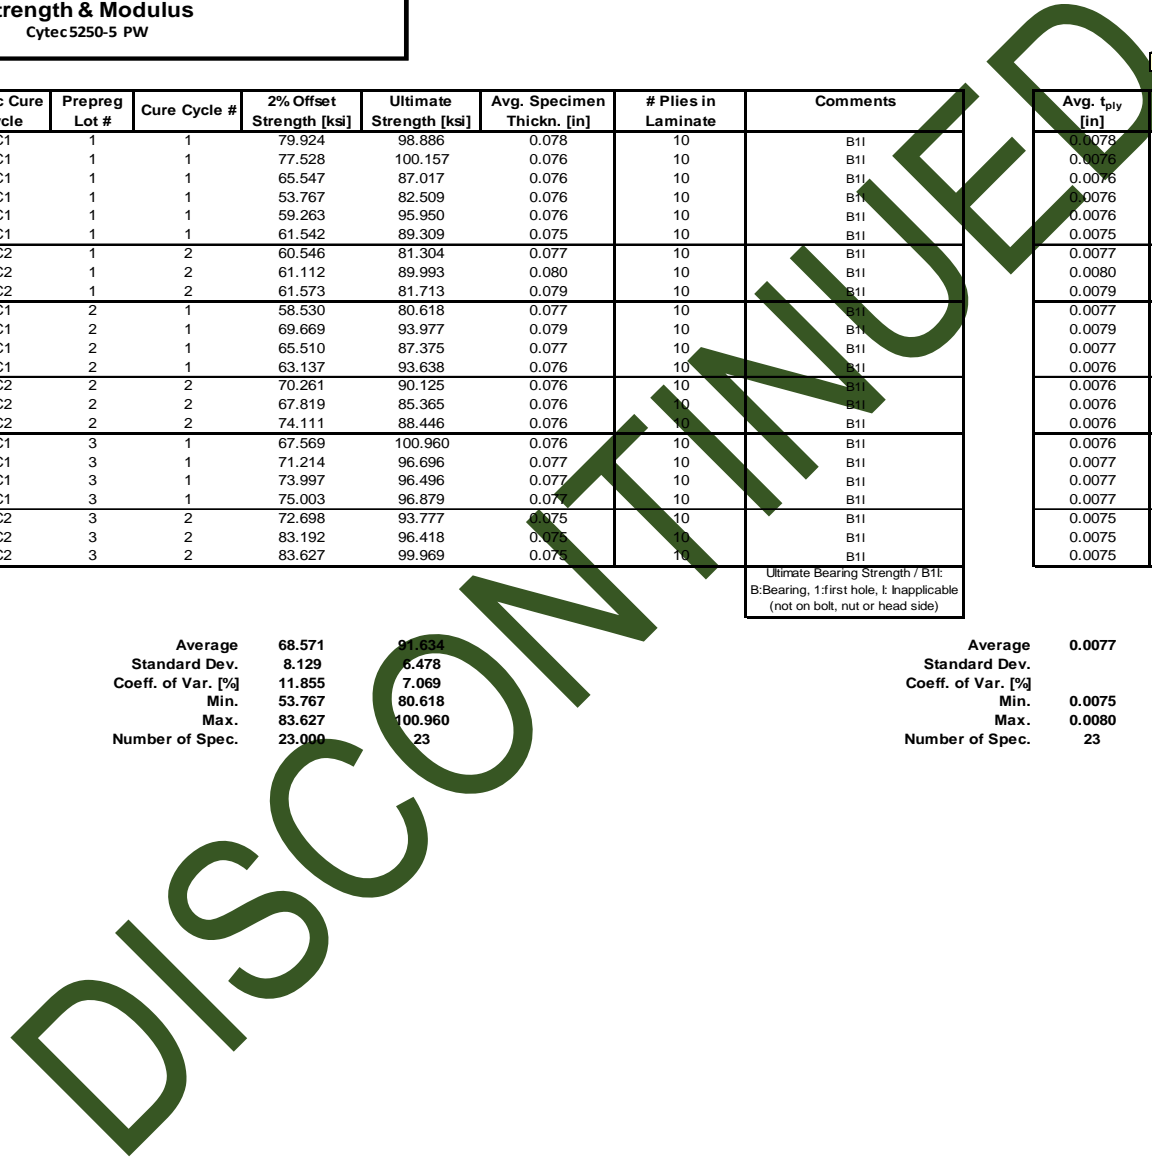 trength & Modulus
Cytec 5250-5 PW
c Cure Prepreg Cure Cycle # 2% Offset Ultimate Avg. Specimen # Plies in Comments Avg. tply
cle Lot # Strength [ksi] Strength [ksi] Thickn. [in] Laminate [in]
C1 1 1 79.924 98.886 0.078 10 B1I 0.0078
C1 1 1 77.528 100.157 0.076 10 B1I 0.0076
C1 1 1 65.547 87.017 0.076 10 B1I 0.0076
C1 1 1 53.767 82.509 0.076 10 B1I 0.0076
C1 1 1 59.263 95.950 0.076 10 B1I 0.0076
C1 1 1 61.542 89.309 0.075 10 B1I 0.0075
C2 1 2 60.546 81.304 0.077 10 B1I 0.0077
C2 1 2 61.112 89.993 0.080 10 B1I 0.0080
C2 1 2 61.573 81.713 0.079 10 B1I 0.0079
C1 2 1 58.530 80.618 0.077 10 B1I 0.0077
C1 2 1 69.669 93.977 0.079 10 B1I 0.0079
C1 2 1 65.510 87.375 0.077 10 B1I 0.0077
C1 2 1 63.137 93.638 0.076 10 B1I 0.0076
C2 2 2 70.261 90.125 0.076 10 B1I 0.0076
C2 2 2 67.819 85.365 0.076 10 B1I 0.0076
C2 2 2 74.111 88.446 0.076 10 B1I 0.0076
C1 3 1 67.569 100.960 0.076 10 B1I 0.0076
C1 3 1 71.214 96.696 0.077 10 B1I 0.0077
C1 3 1 73.997 96.496 0.077 10 B1I 0.0077
C1 3 1 75.003 96.879 0.077 10 B1I 0.0077
C2 3 2 72.698 93.777 0.075 10 B1I 0.0075
C2 3 2 83.192 96.418 0.075 10 B1I 0.0075
C2 3 2 83.627 99.969 0.075 10 B1I 0.0075
Ultimate Bearing Strength / B1I:
B:Bearing, 1:first hole, I: Inapplicable
(not on bolt, nut or head side)
Average 68.571 91.634 Average 0.0077
Standard Dev. 8.129 6.478 Standard Dev.
Coeff. of Var. [%] 11.855 7.069 Coeff. of Var. [%]
Min. 53.767 80.618 Min. 0.0075
Max. 83.627 100.960 Max. 0.0080
Number of Spec. 23.000 23 Number of Spec. 23
DISCONTINUED